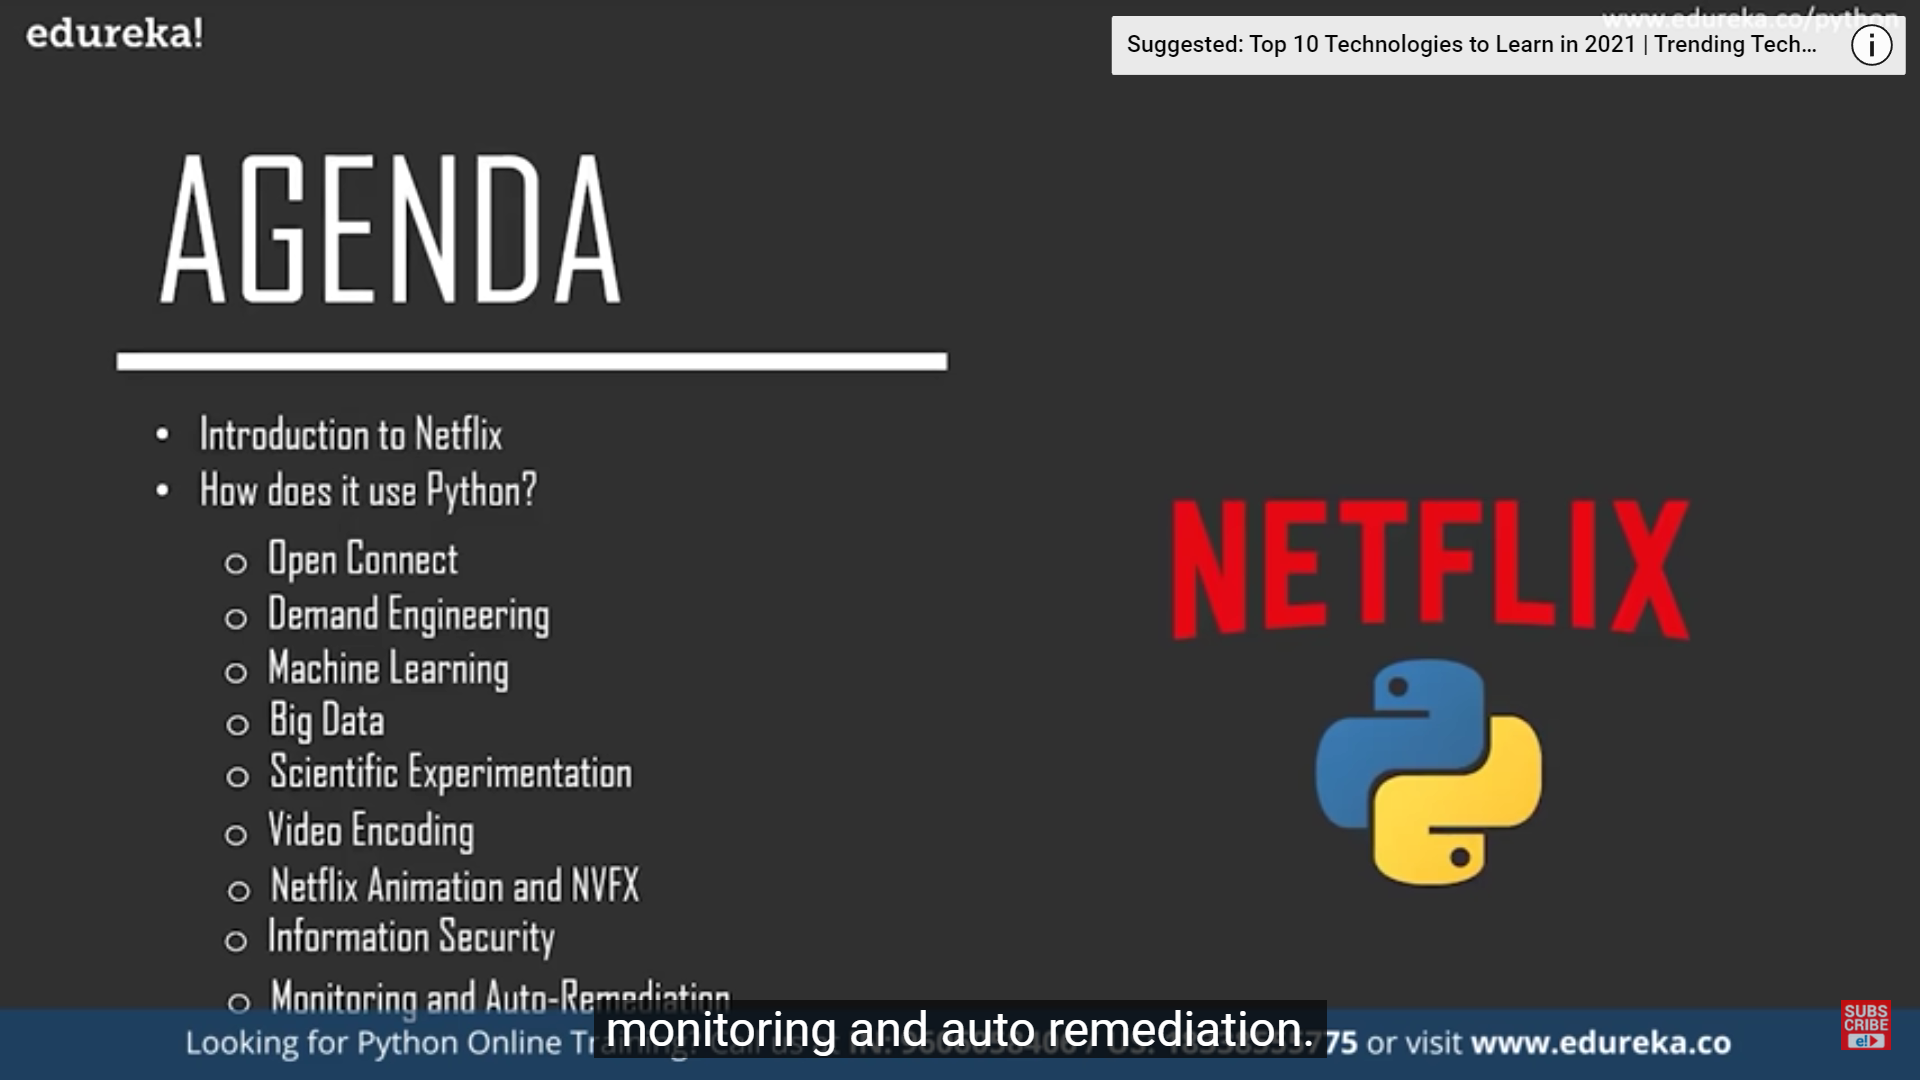 edureka!
www.edureka.co/python
Suggested: Top 10 Technologies to Learn in 2021 | Trending Tech...
AGENDA
• Introduction to Netflix
• How does it use Python?
o Open Connect
o Demand Engineering
o Machine Learning
o Big Data
o Scientific Experimentation
o Video Encoding
o Netflix Animation and NVFX
o Information Security
o Monitoring and Auto-Remediation
NETFLIX
monitoring and auto remediation.
Looking for Python Online 75 or visit www.edureka.co
SUBS
CRIBE
e!